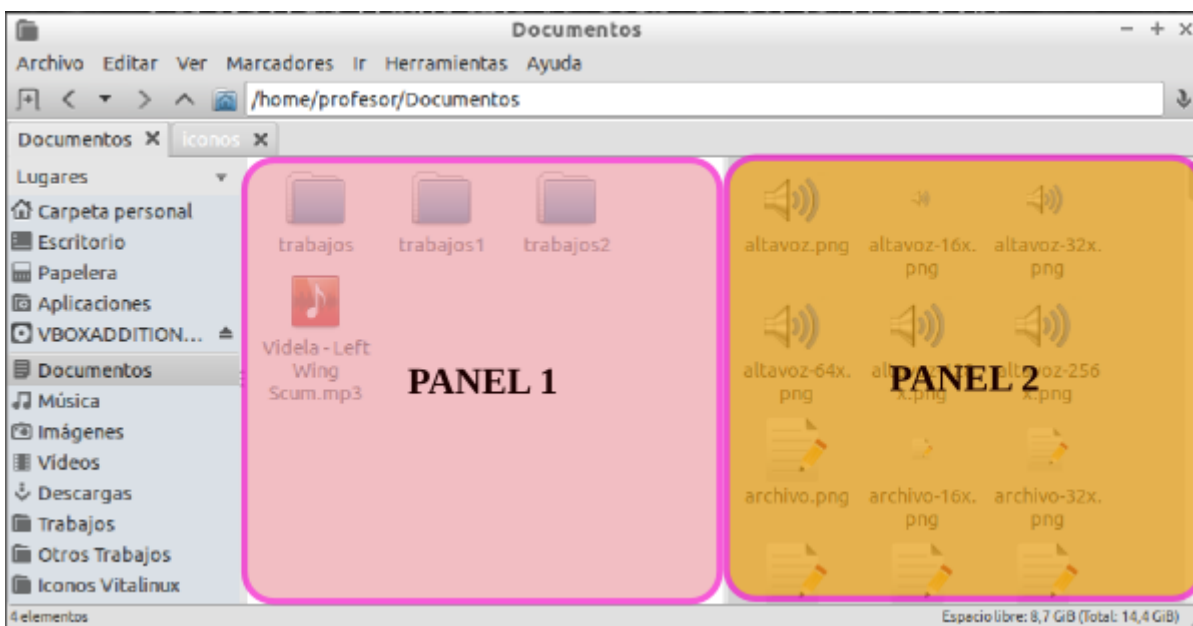 Documentos
Archivo Editar Ver Marcadores Ir Herramientas Ayuda
/home/profesor/Documentos
Documentos
iconos
Lugares
Carpeta personal
Escritorio
Papelera
Aplicaciones
VBOXADDITION...
Documentos
Música
Imágenes
Vídeos
Descargas
Trabajos
Otros Trabajos
Iconos Vitalinux
trabajos
trabajos1
trabajos2
Videla - Left
Wing
Scum.mp3
PANEL 1
altavoz.png
altavoz-16x.
png
altavoz-32x.
png
altavoz-64x.
png
x.png
altavoz-256
x.png
PANEL 2
archivo.png
archivo-16x.
png
archivo-32x.
png
4 elementos
Espacio libre: 8,7 GiB (Total: 14,4 GiB)